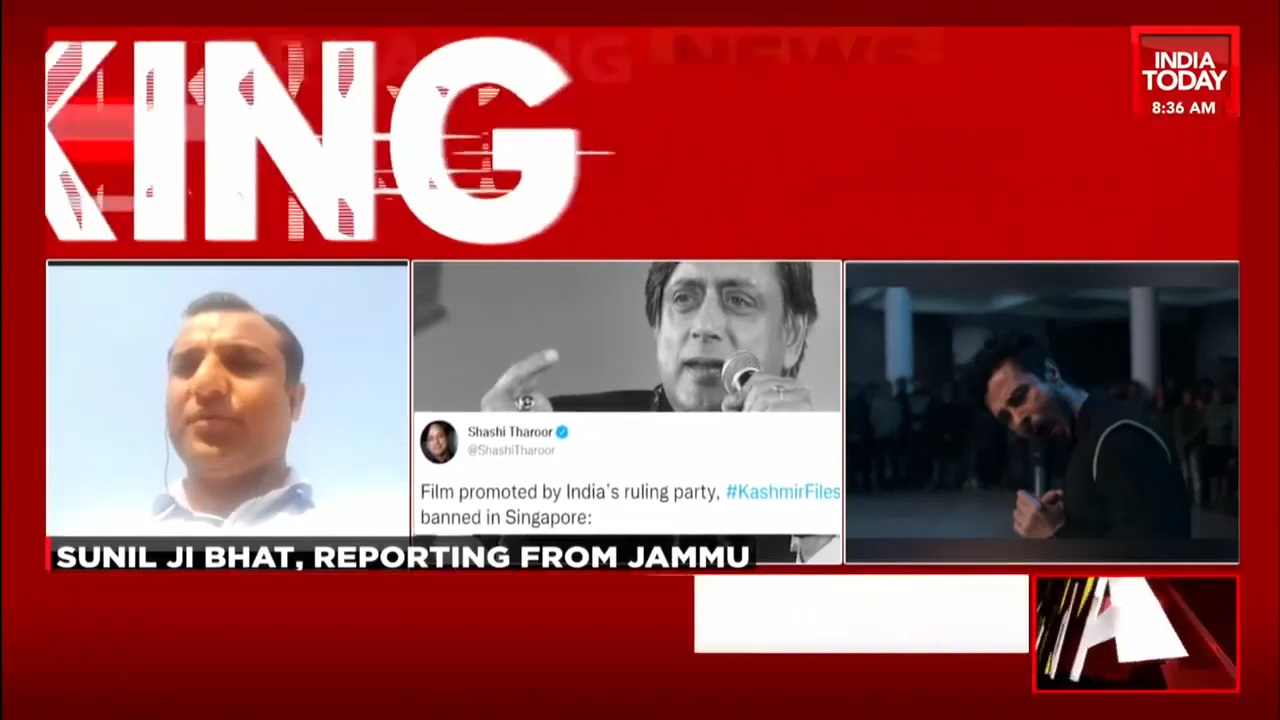 KING
NEWS
INDIA
TODAY
8:36 AM
Shashi Tharoor
@ShashiTharoor
Film promoted by India's ruling party, #KashmirFiles
banned in Singapore:
SUNIL JI BHAT, REPORTING FROM JAMMU